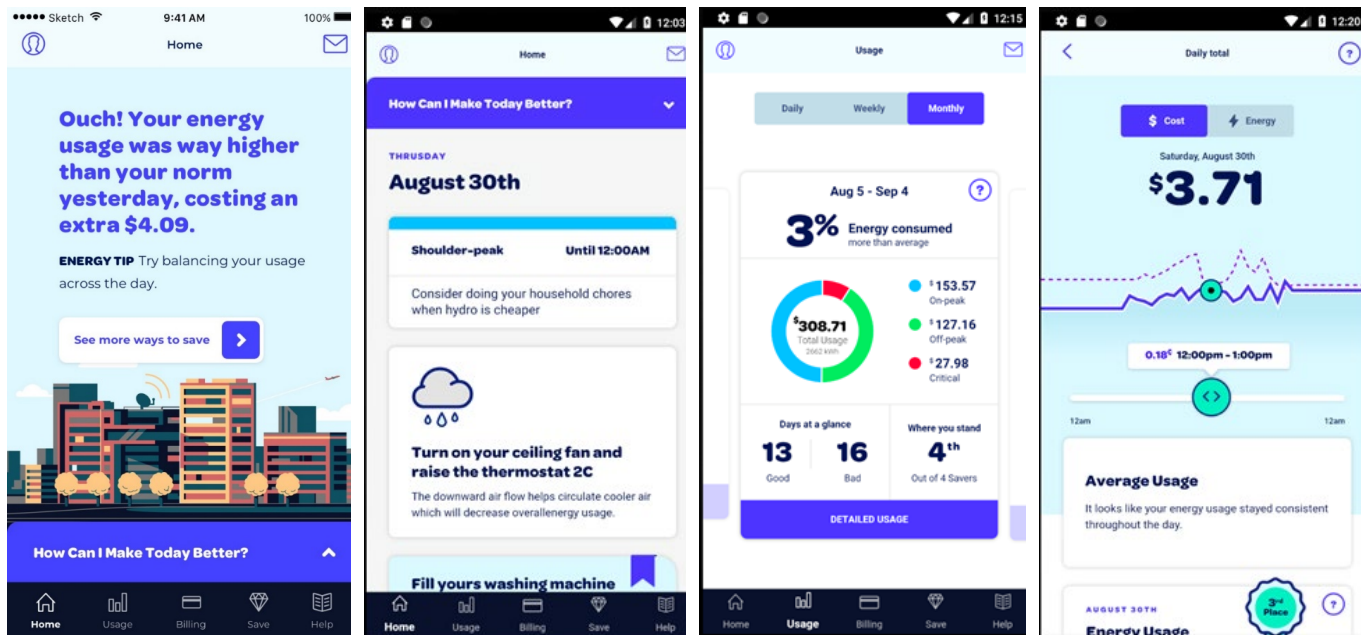 Sketch
9:41 AM
100%
Home
Ouch! Your energy
usage was way higher
than your norm
yesterday, costing an
extra $4.09.
ENERGY TIP Try balancing your usage
across the day.
See more ways to save
How Can I Make Today Better?
Home Usage Billing Save Help
12:03
Home
How Can I Make Today Better?
THRUSDAY
August 30th
Shoulder-peak Until 12:00AM
Consider doing your household chores
when hydro is cheaper
Turn on your ceiling fan and
raise the thermostat 2C
The downward air flow helps circulate cooler air
which will decrease overallenergy usage.
Fill yours washing machine
Home Usage Billing Save Help
12:15
Usage
Daily Weekly Monthly
Aug 5 - Sep 4 ?
3% Energy consumed
more than average
$308.71
Total Usage
2662 kWh
$153.57
On-peak
$127.16
Off-peak
$27.98
Critical
Days at a glance
13 16
Good Bad
Where you stand
4th
Out of 4 Savers
DETAILED USAGE
Home Usage Billing Save Help
12:20
Daily total ?
$ Cost Energy
Saturday, August 30th
$3.71
0.18¢ 12:00pm - 1:00pm
12am 12am
Average Usage
It looks like your energy usage stayed consistent
throughout the day.
AUGUST 30TH
Energy Usage
3rd
Place
?